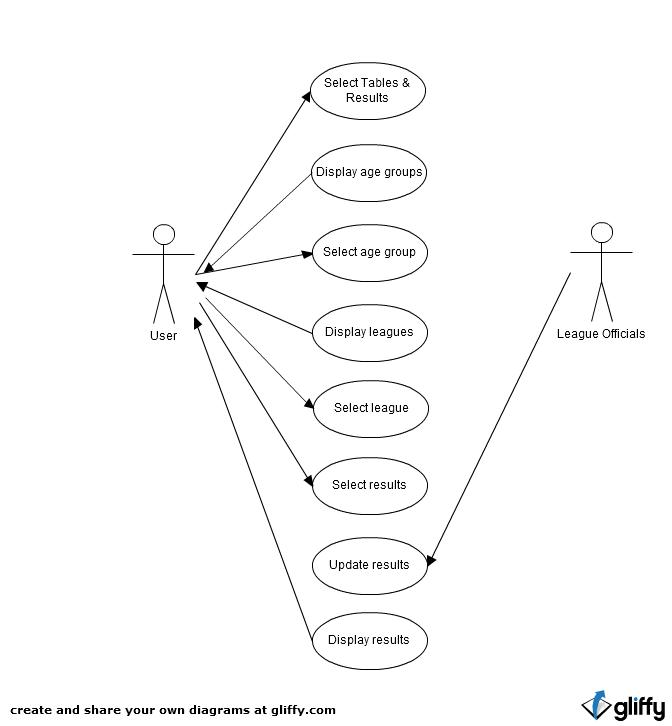 Select Tables &
Results
Display age groups
Select age group
Display leagues
User
League Officials
Select league
Select results
Update results
Display results
create and share your own diagrams at gliffy.com
gliffy